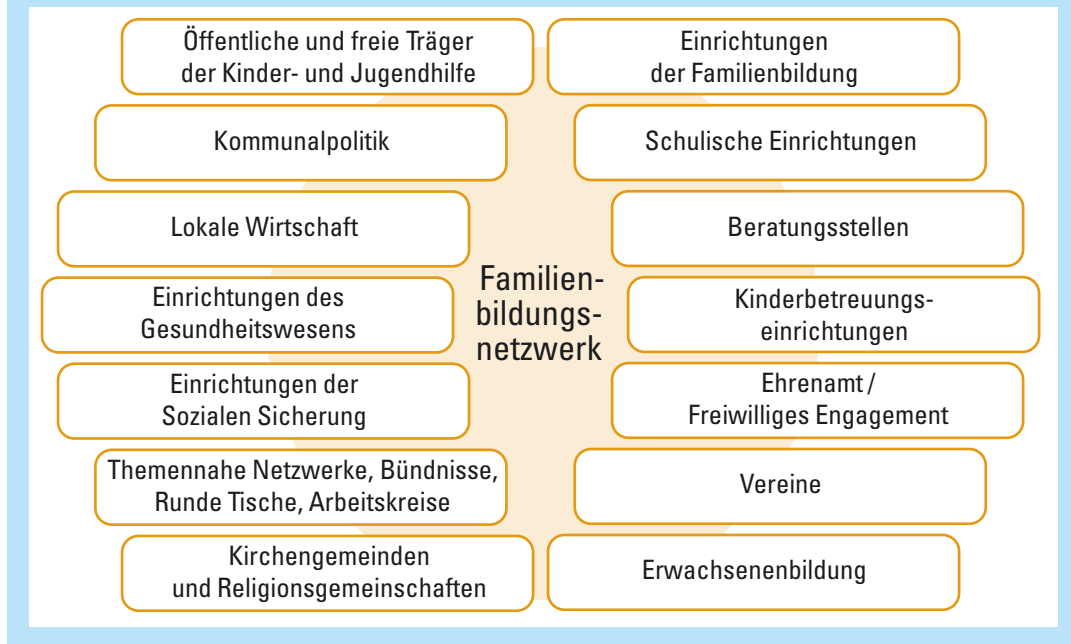 Öffentliche und freie Träger
der Kinder- und Jugendhilfe
Einrichtungen
der Familienbildung
Kommunalpolitik
Schulische Einrichtungen
Lokale Wirtschaft
Beratungsstellen
Familien-
bildungs-
netzwerk
Einrichtungen des
Gesundheitswesens
Kinderbetreuungs-
einrichtungen
Einrichtungen der
Sozialen Sicherung
Ehrenamt /
Freiwilliges Engagement
Themennahe Netzwerke, Bündnisse,
Runde Tische, Arbeitskreise
Vereine
Kirchengemeinden
und Religionsgemeinschaften
Erwachsenenbildung